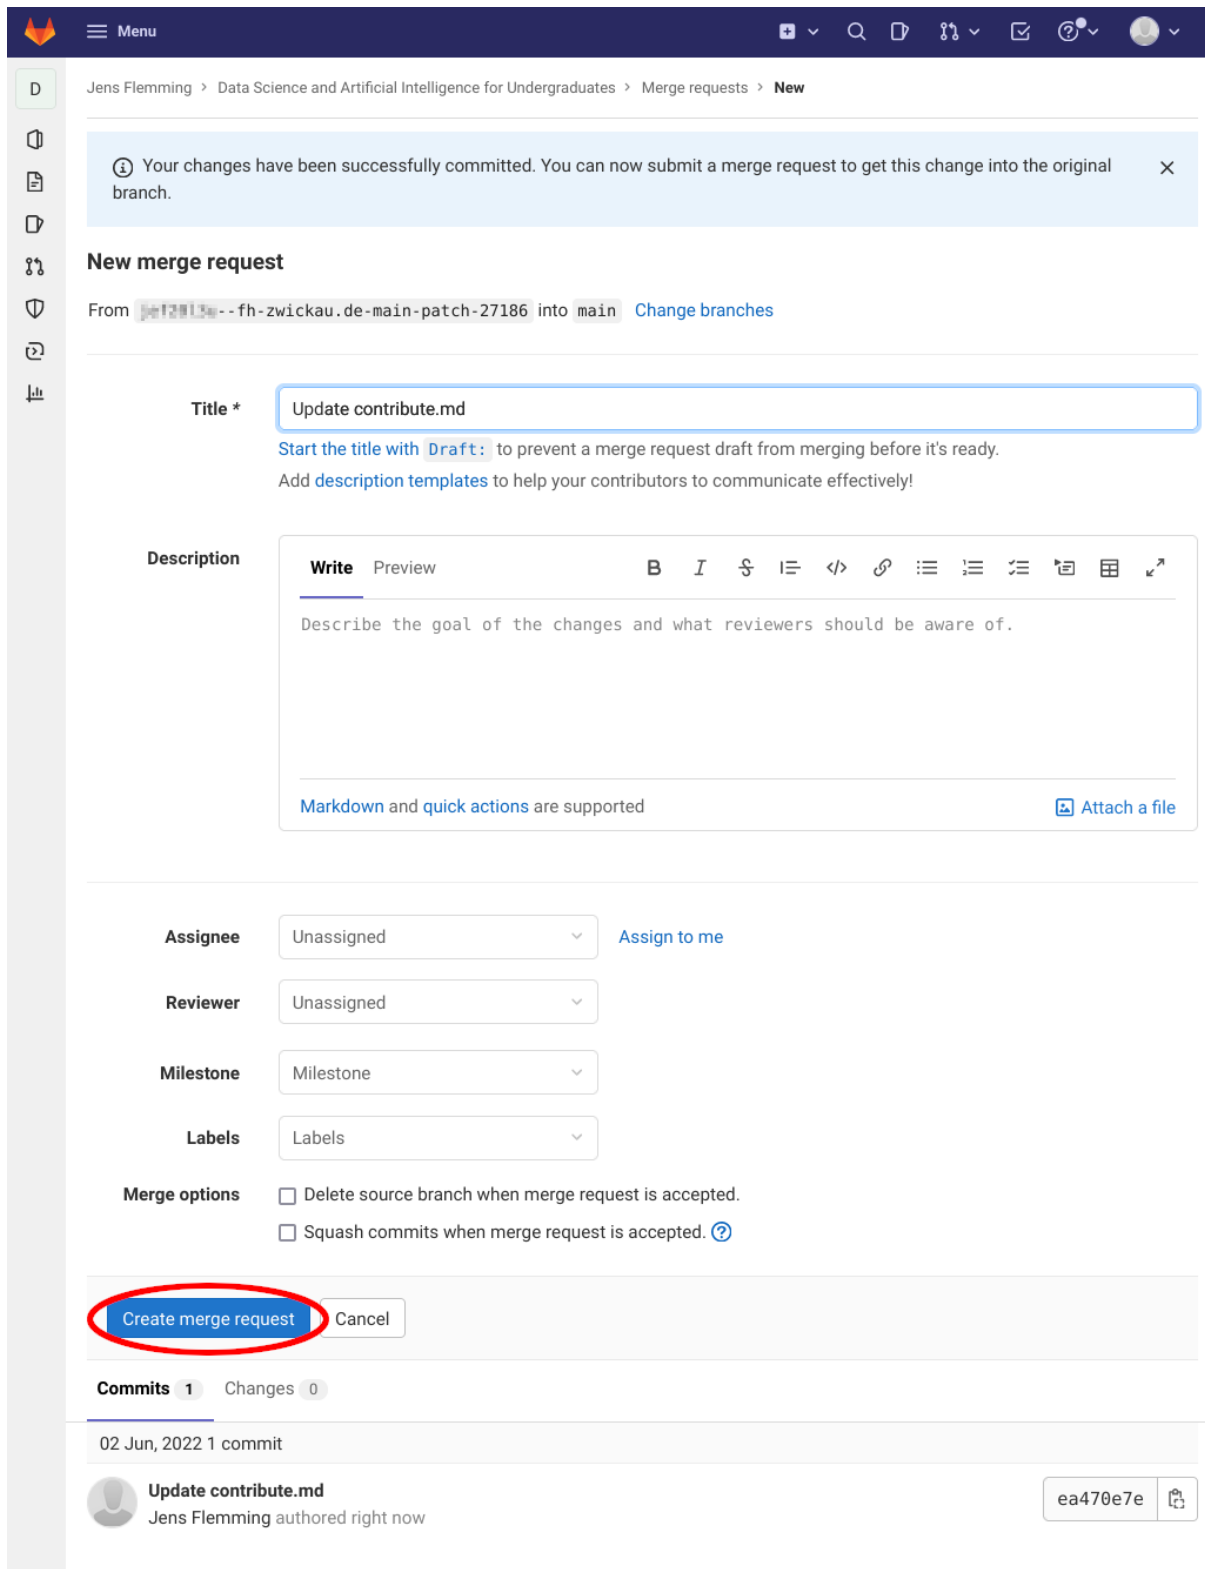 Menu
D
Jens Flemming > Data Science and Artificial Intelligence for Undergraduates > Merge requests > New
Your changes have been successfully committed. You can now submit a merge request to get this change into the original
branch.
New merge request
From --fh-zwickau.de-main-patch-27186 into main Change branches
Title * Update contribute.md
Start the title with Draft: to prevent a merge request draft from merging before it's ready.
Add description templates to help your contributors to communicate effectively!
Description Write Preview
Describe the goal of the changes and what reviewers should be aware of.
Markdown and quick actions are supported Attach a file
Assignee Unassigned Assign to me
Reviewer Unassigned
Milestone Milestone
Labels Labels
Merge options Delete source branch when merge request is accepted.
Squash commits when merge request is accepted.
Create merge request Cancel
Commits 1 Changes 0
02 Jun, 2022 1 commit
Update contribute.md
Jens Flemming authored right now
ea470e7e